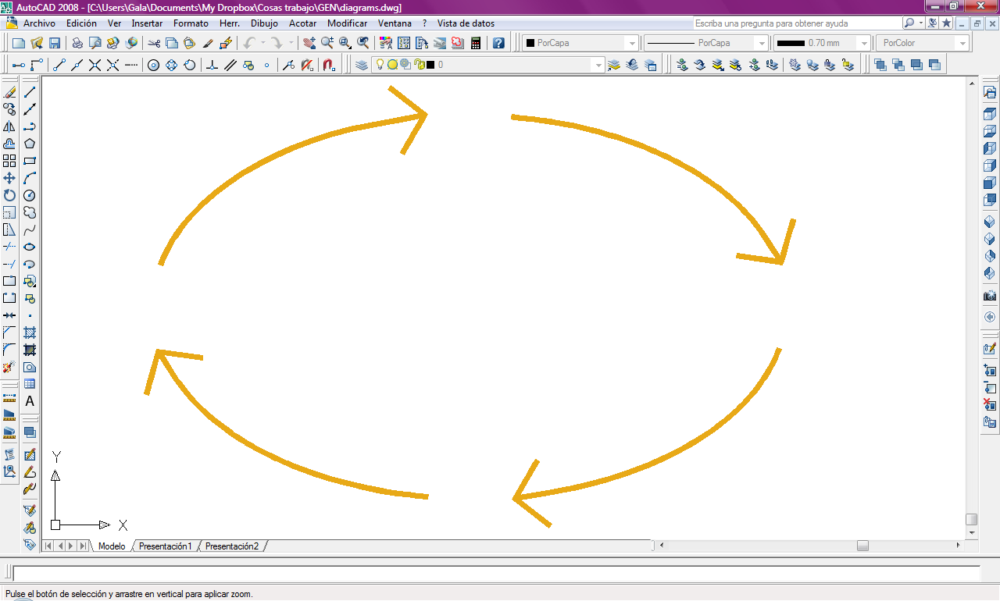 AutoCAD 2008 - [C:\Users\Gala\Documents\My Dropbox\Cosas trabajo\GEN\diagrams.dwg]
Archivo Edición Ver Insertar Formato Herr. Dibujo Acotar Modificar Ventana ? Vista de datos Escriba una pregunta para obtener ayuda
PorCapa PorCapa 0.70 mm PorColor
0
A
Y
X
Modelo Presentación1 Presentación2
Pulse el botón de selección y arrastre en vertical para aplicar zoom.